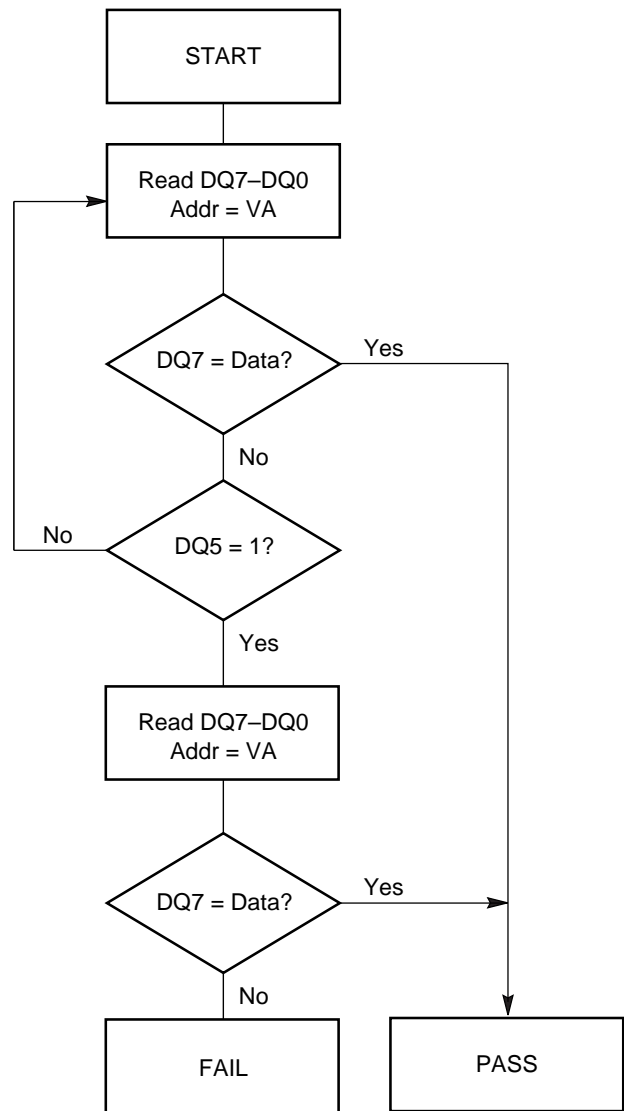 START
Read DQ7–DQ0
Addr = VA
DQ7 = Data?
Yes
No
No
DQ5 = 1?
Yes
Read DQ7–DQ0
Addr = VA
DQ7 = Data?
Yes
No
FAIL
PASS